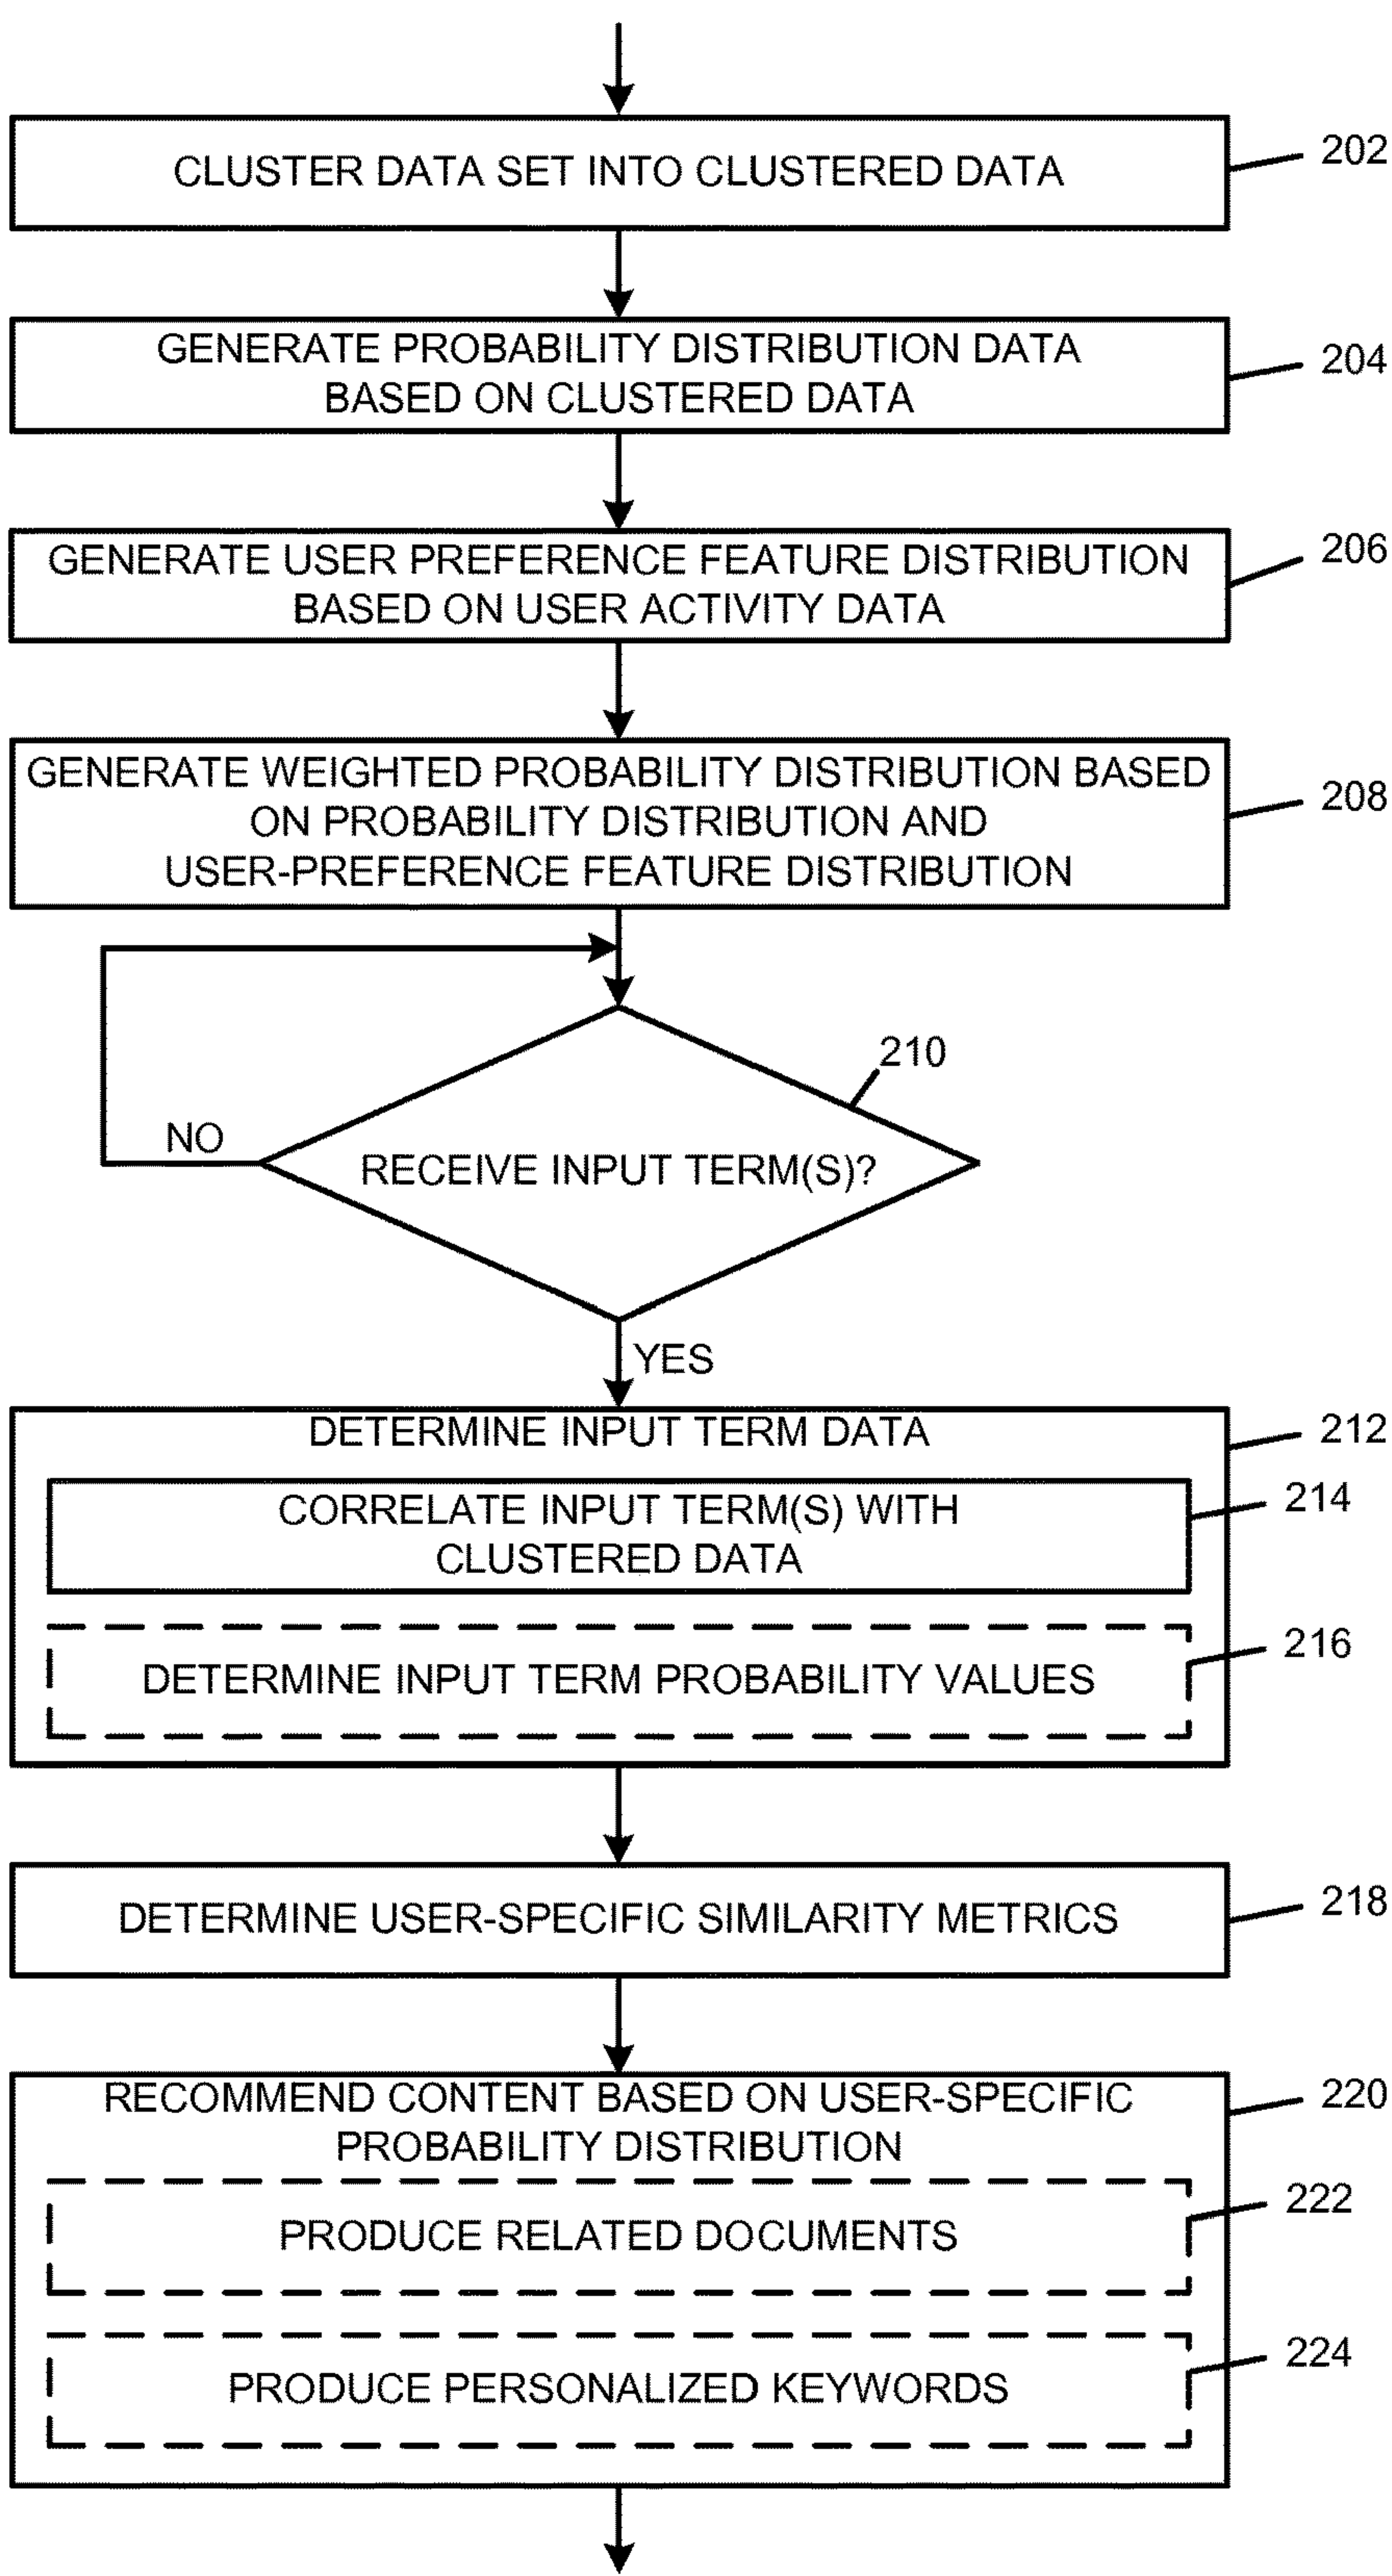 CLUSTER DATA SET INTO CLUSTERED DATA
202
GENERATE PROBABILITY DISTRIBUTION DATA
BASED ON CLUSTERED DATA
204
GENERATE USER PREFERENCE FEATURE DISTRIBUTION
BASED ON USER ACTIVITY DATA
206
GENERATE WEIGHTED PROBABILITY DISTRIBUTION BASED
ON PROBABILITY DISTRIBUTION AND
USER-PREFERENCE FEATURE DISTRIBUTION
208
210
NO
RECEIVE INPUT TERM(S)?
YES
DETERMINE INPUT TERM DATA
212
CORRELATE INPUT TERM(S) WITH
CLUSTERED DATA
214
DETERMINE INPUT TERM PROBABILITY VALUES
216
DETERMINE USER-SPECIFIC SIMILARITY METRICS
218
RECOMMEND CONTENT BASED ON USER-SPECIFIC
PROBABILITY DISTRIBUTION
220
PRODUCE RELATED DOCUMENTS
222
PRODUCE PERSONALIZED KEYWORDS
224